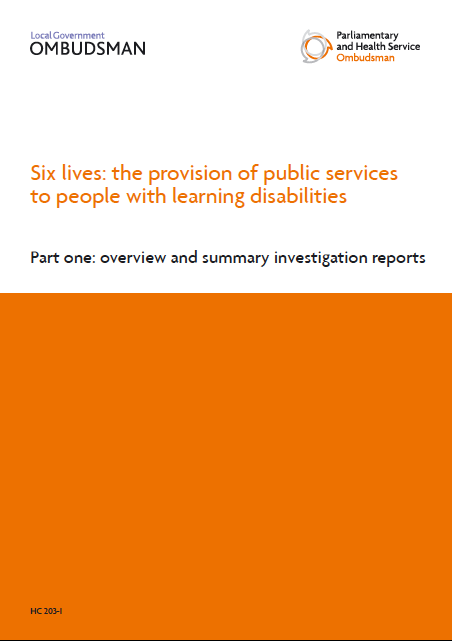 Local Government
OMBUDSMAN
Parliamentary
and Health Service
Ombudsman
Six lives: the provision of public services
to people with learning disabilities
Part one: overview and summary investigation reports
HC 203-I